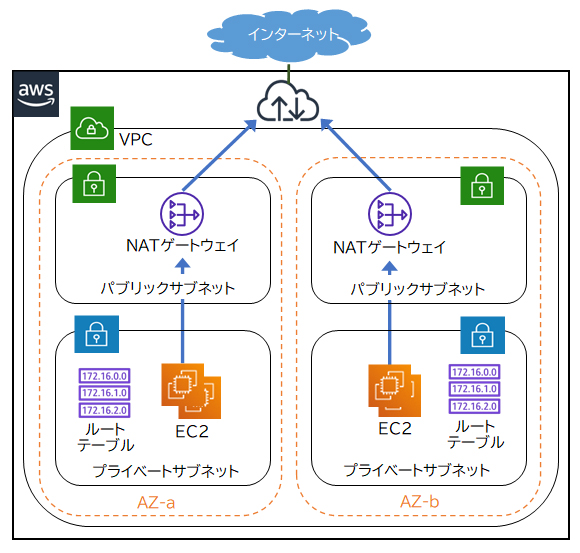 インターネット
aws
VPC
NATゲートウェイ
パブリックサブネット
172.16.0.0
172.16.1.0
172.16.2.0
ルート
テーブル
EC2
プライベートサブネット
AZ-a
NATゲートウェイ
パブリックサブネット
EC2
172.16.0.0
172.16.1.0
172.16.2.0
ルート
テーブル
プライベートサブネット
AZ-b